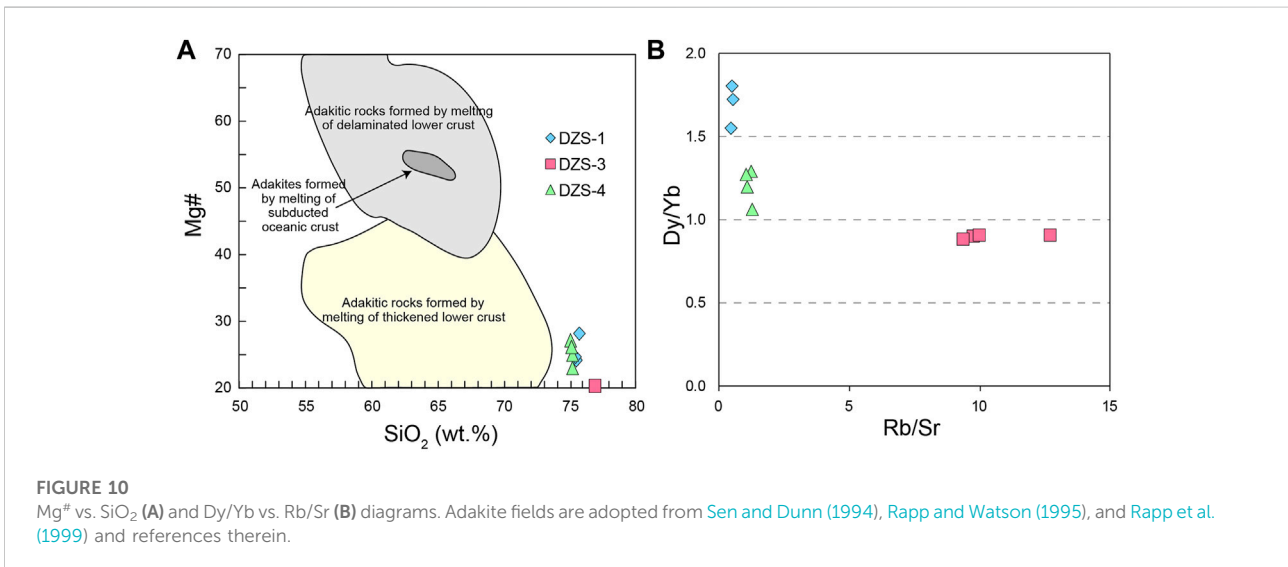 A
70
60
50
40
30
20
Mg#
50
55
60
65
70
75
80
SiO2 (wt.%)
Adakitic rocks formed by melting
of delaminated lower crust
Adakites formed
by melting of
subducted
oceanic crust
Adakitic rocks formed by
melting of thickened lower crust
DZS-1
DZS-3
DZS-4
B
2.0
1.5
1.0
0.5
0.0
Dy/Yb
0
5
10
15
Rb/Sr
FIGURE 10
Mg# vs. SiO2 (A) and Dy/Yb vs. Rb/Sr (B) diagrams. Adakite fields are adopted from Sen and Dunn (1994), Rapp and Watson (1995), and Rapp et al.
(1999) and references therein.